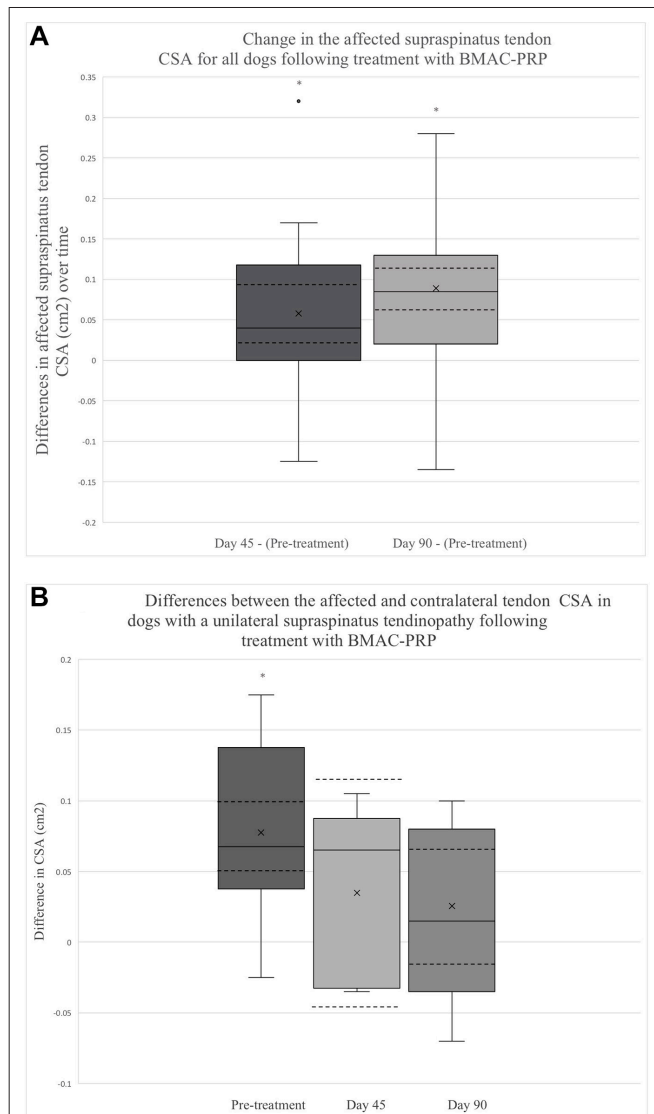 A
Change in the affected supraspinatus tendon
CSA for all dogs following treatment with BMAC-PRP
Differences in affected supraspinatus tendon
CSA (cm2) over time
0.35
0.3
0.25
0.2
0.15
0.1
0.05
0
-0.05
-0.1
-0.15
-0.2
*
*
Day 45 - (Pre-treatment)
Day 90 - (Pre-treatment)
B
Differences between the affected and contralateral tendon CSA in
dogs with a unilateral supraspinatus tendinopathy following
treatment with BMAC-PRP
Difference in CSA (cm2)
0.2
0.15
0.1
0.05
0
-0.05
-0.1
*
Pre-treatment
Day 45
Day 90